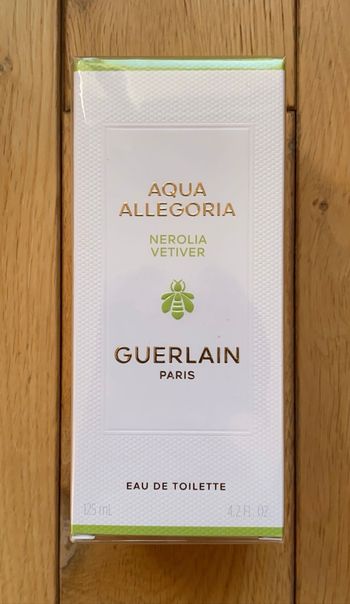 AQUA
ALLEGORIA
NEROLIA
VETIVER
GUERLAIN
PARIS
EAU DE TOILETTE
125 mL 4.2 FL. OZ.